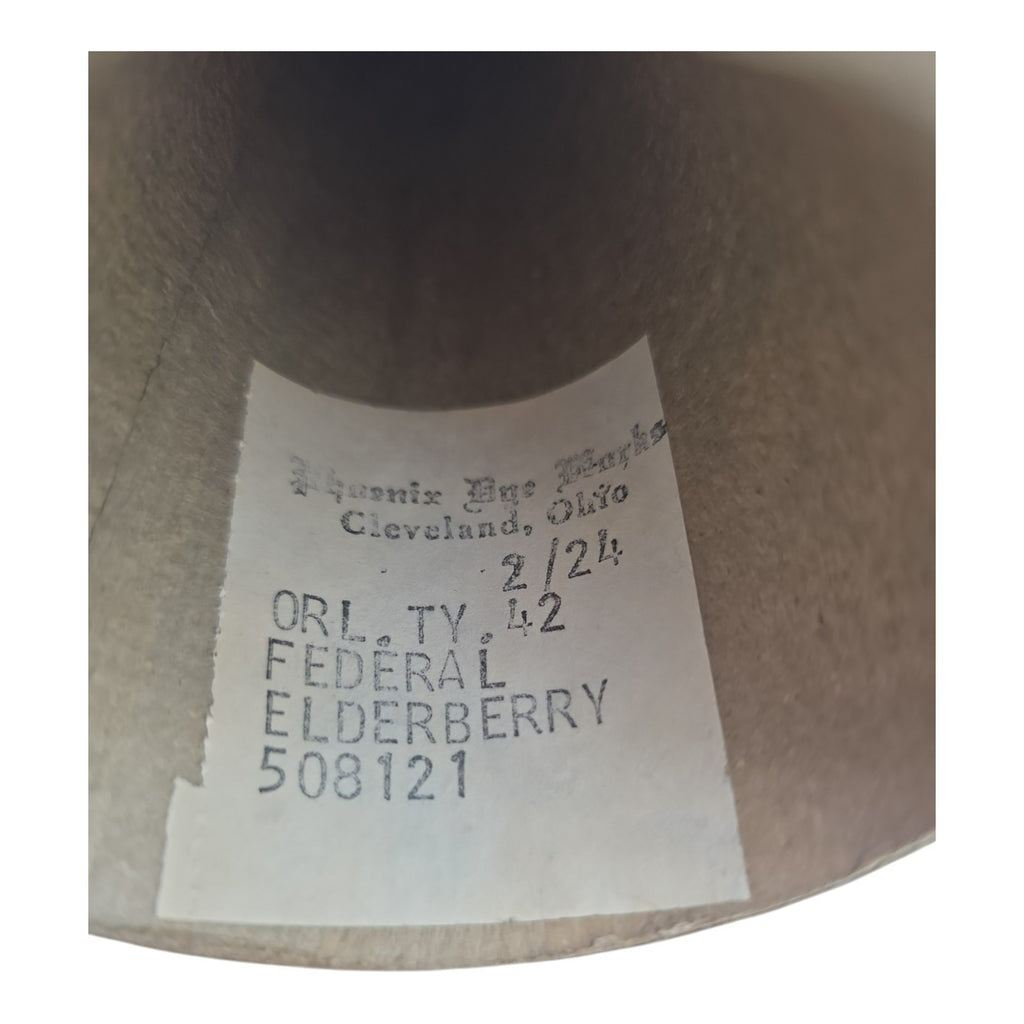 Phoenix Dye Works
Cleveland, Ohio
2/24
ORL. TY. 42
FEDERAL
ELDERBERRY
508121